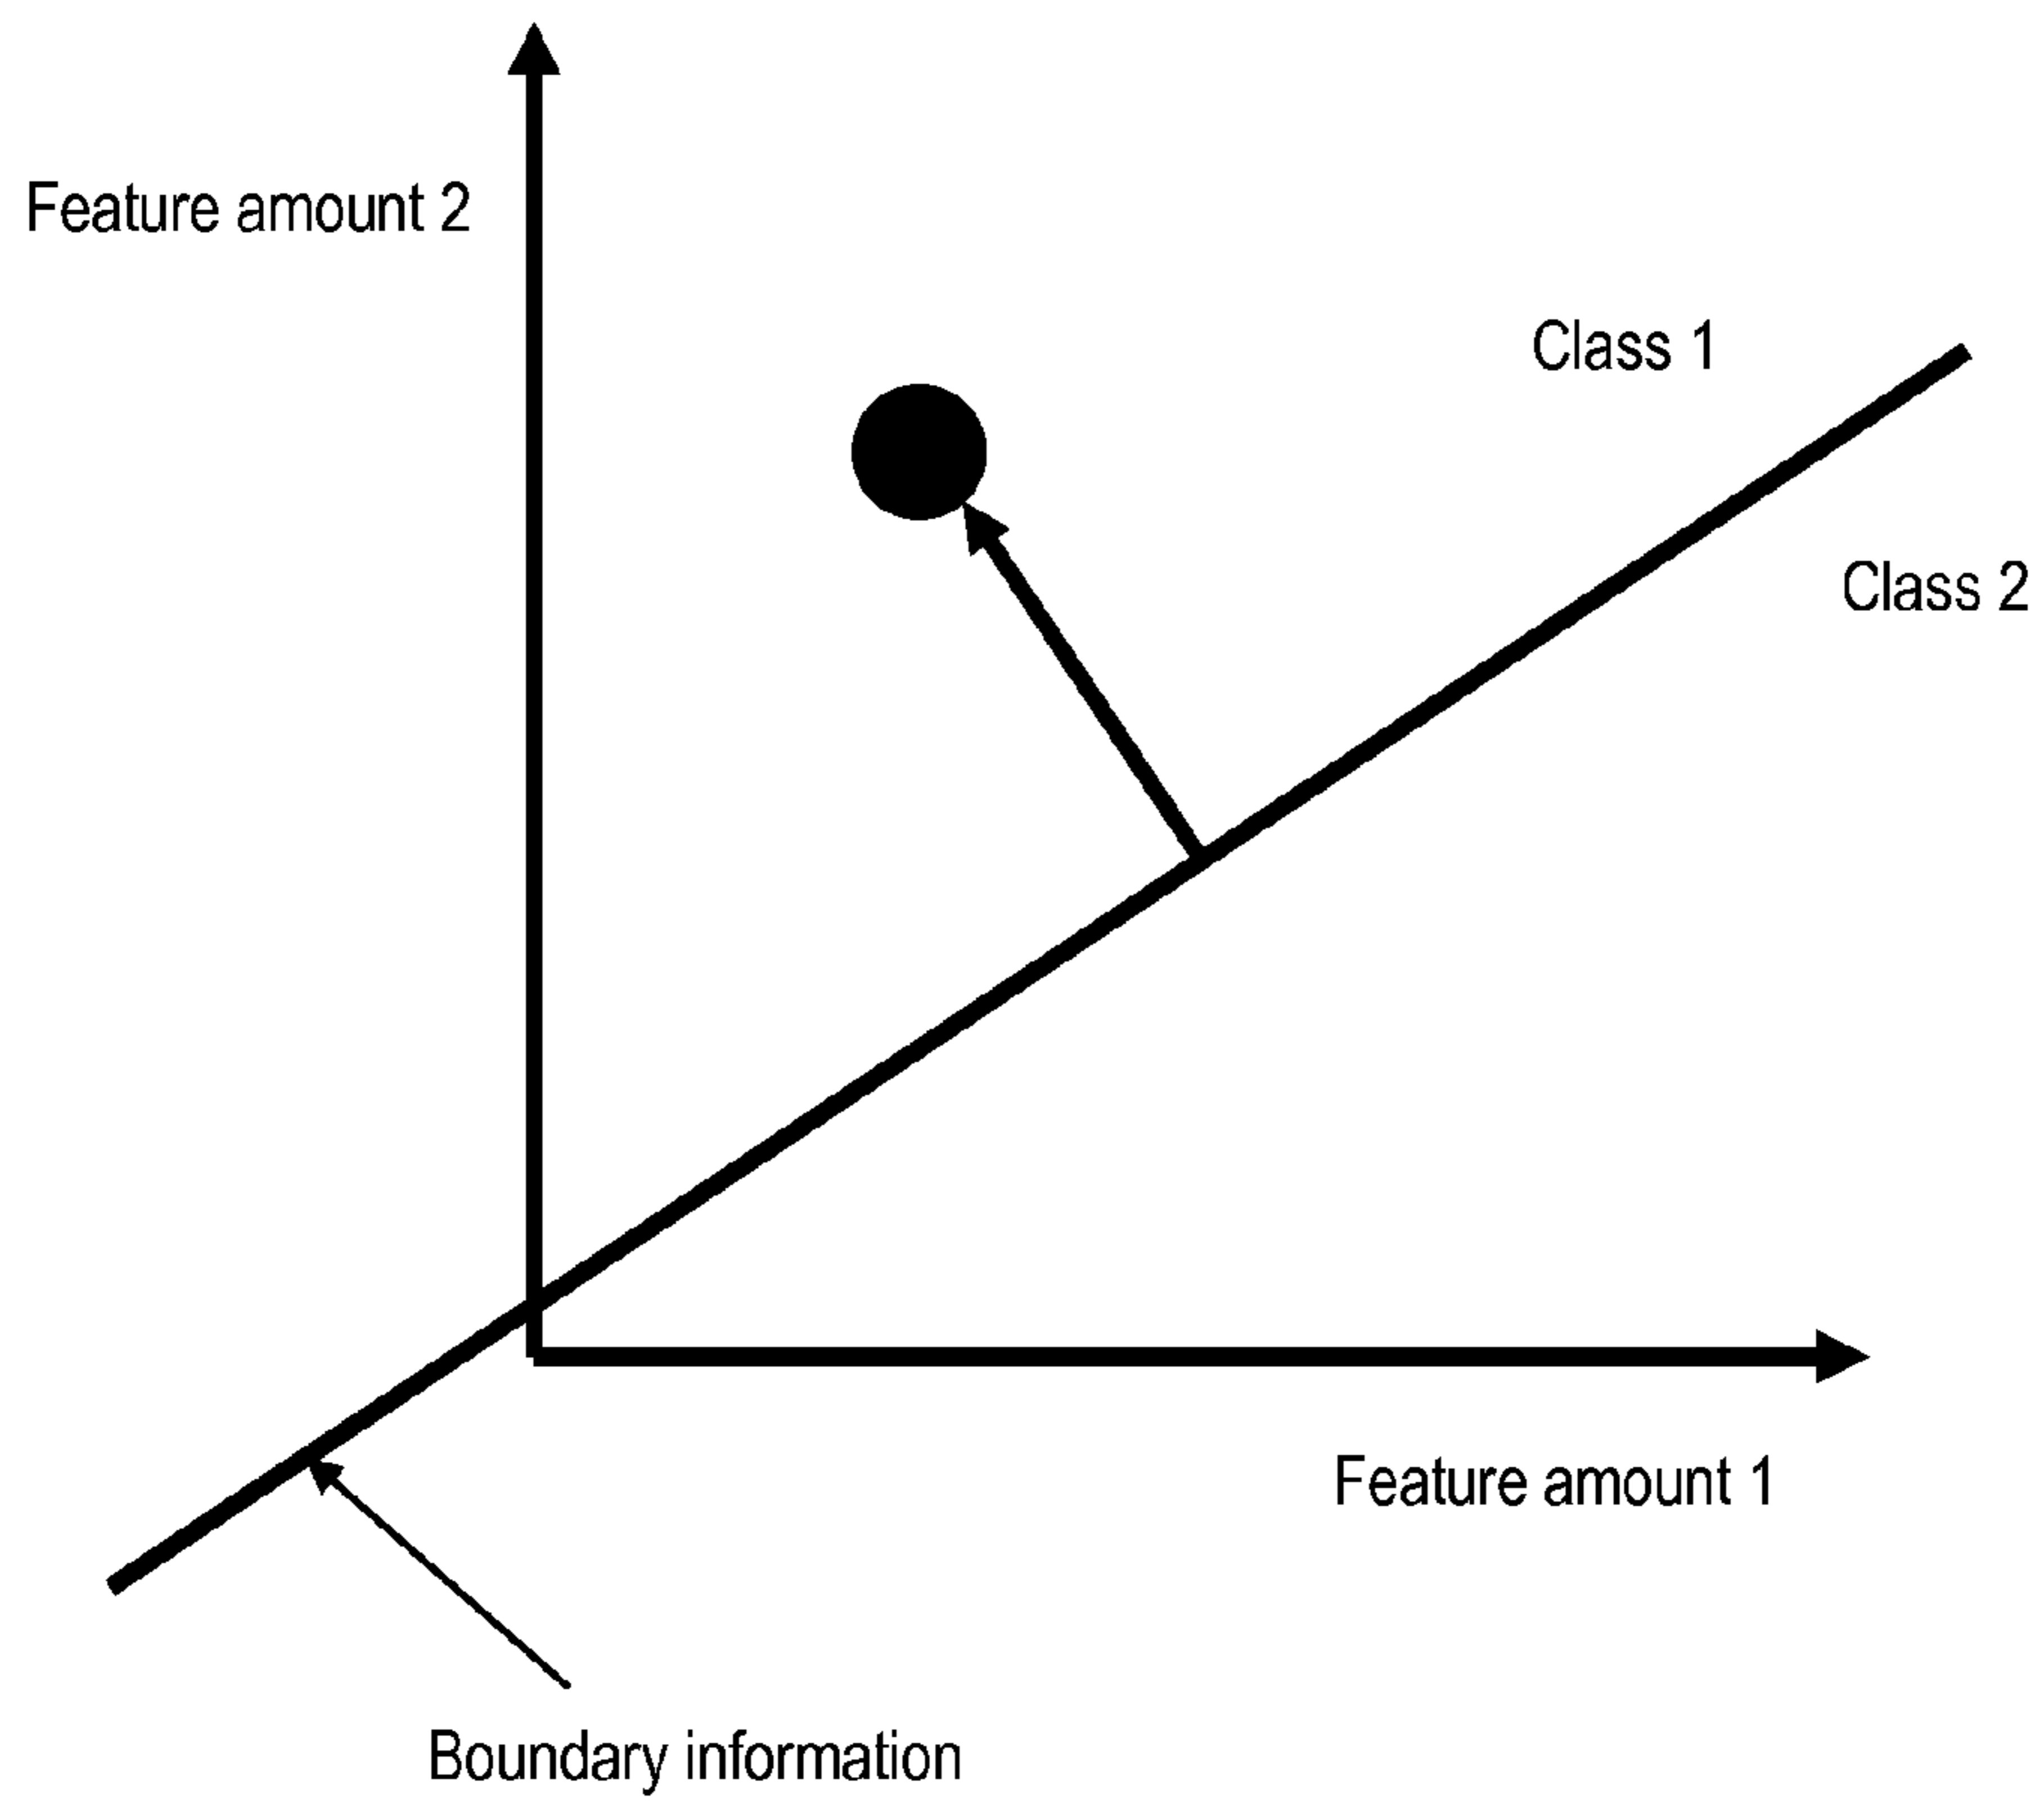 Feature amount 2
Class 1
Class 2
Feature amount 1
Boundary information